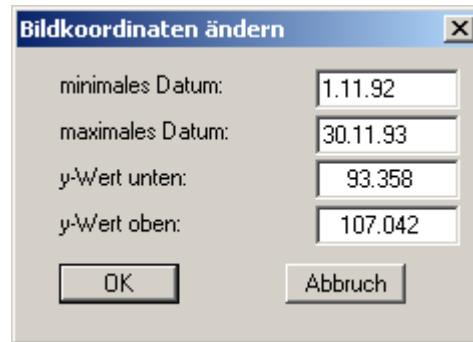 Bildkoordinaten ändern
minimales Datum: 1.11.92
maximales Datum: 30.11.93
y-Wert unten: 93.358
y-Wert oben: 107.042
OK Abbruch